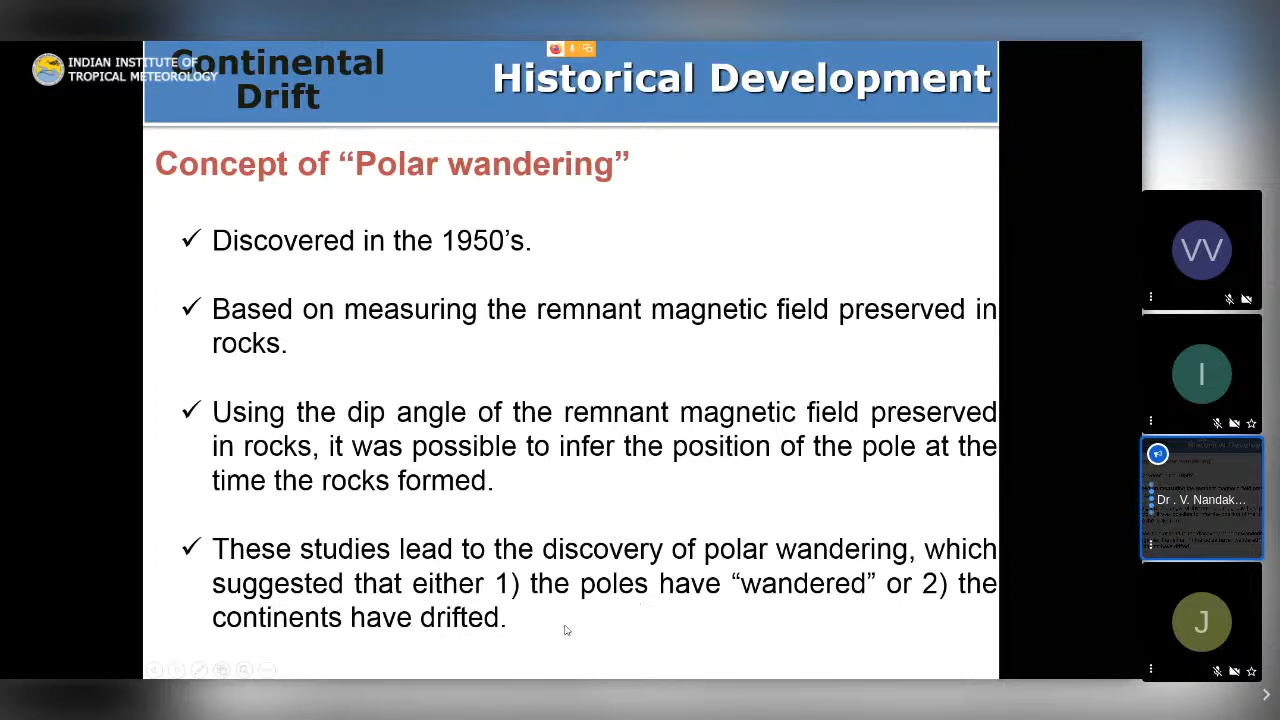 INDIAN INSTITUTE OF
TROPICAL METEOROLOGY
Continental
Drift
Historical Development
Concept of “Polar wandering”
✓ Discovered in the 1950’s.
✓ Based on measuring the remnant magnetic field preserved in
rocks.
✓ Using the dip angle of the remnant magnetic field preserved
in rocks, it was possible to infer the position of the pole at the
time the rocks formed.
✓ These studies lead to the discovery of polar wandering, which
suggested that either 1) the poles have “wandered” or 2) the
continents have drifted.
VV
I
Dr . V. Nandak...
J